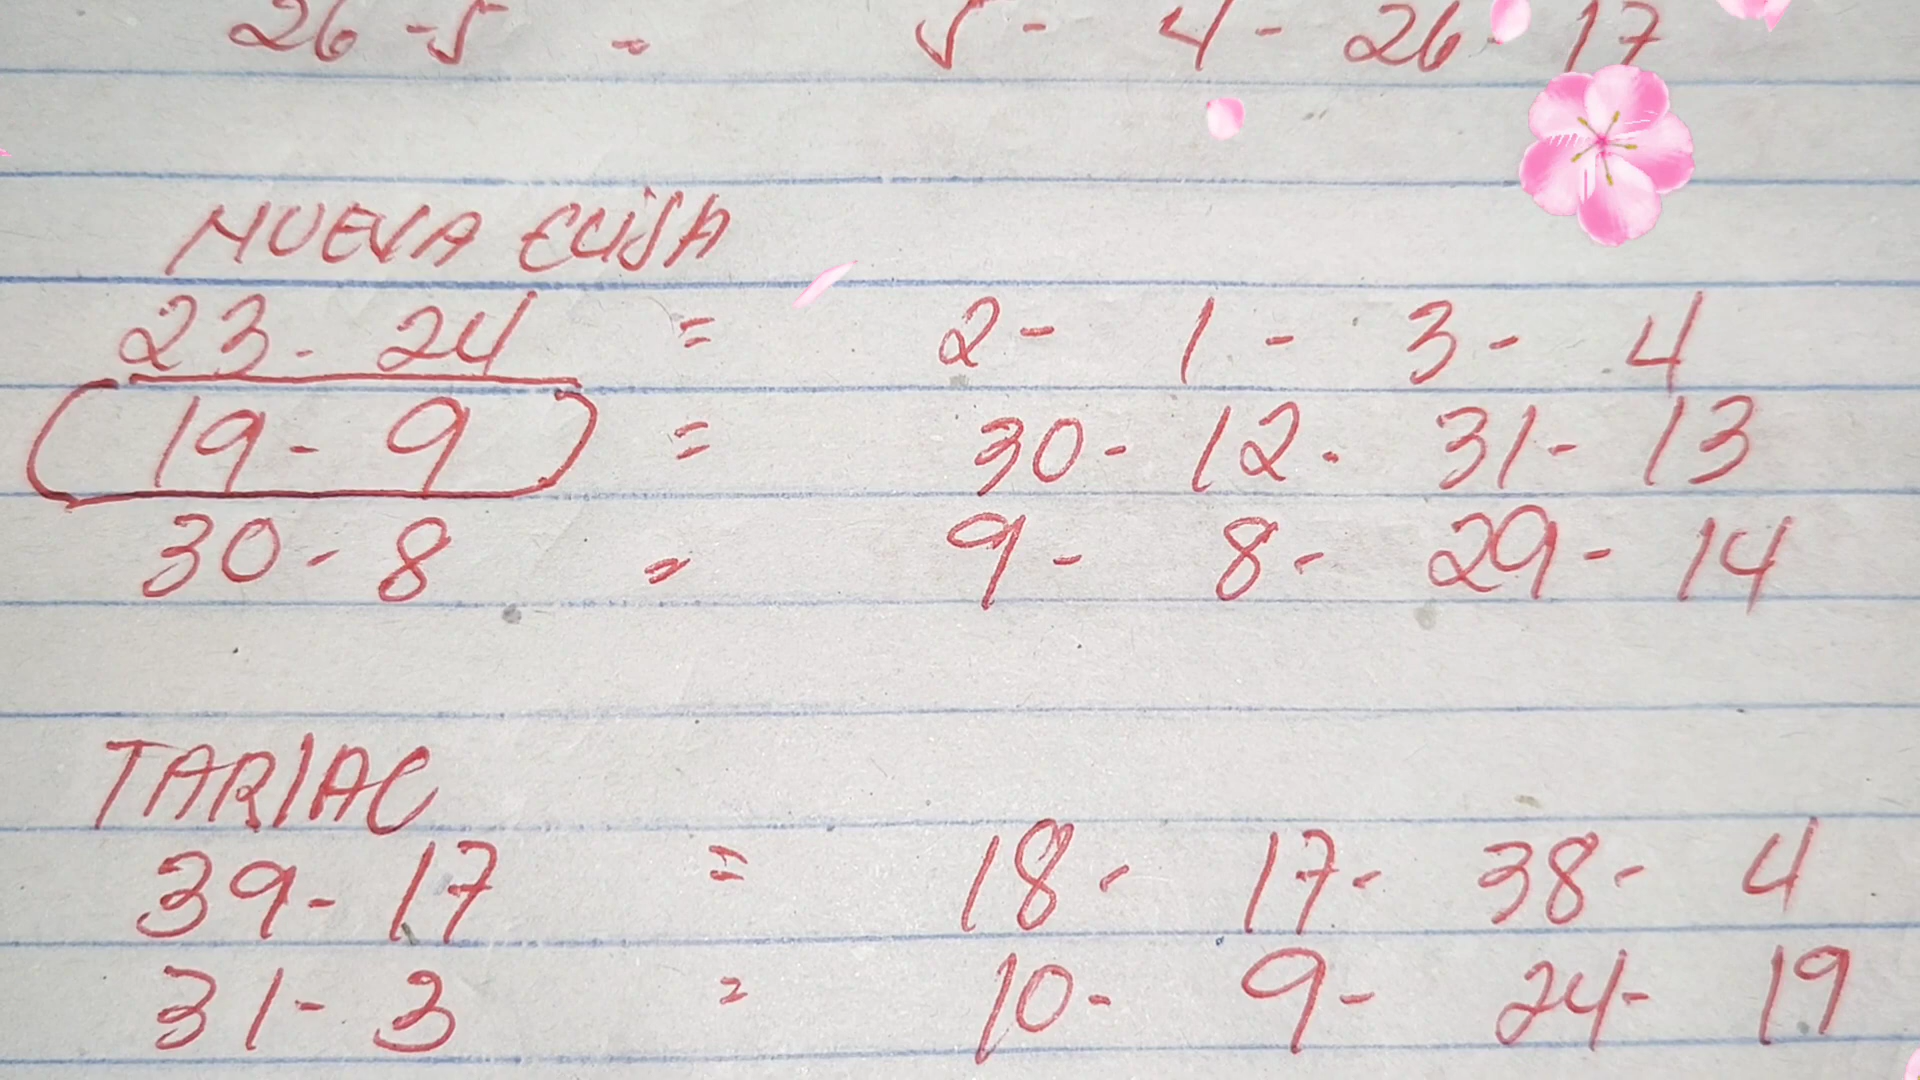 26 - 5 = 5 - 4 - 26 - 17
NUEVA ECIJA
23 - 24 = 2 - 1 - 3 - 4
19 - 9 = 30 - 12 - 31 - 13
30 - 8 = 9 - 8 - 29 - 14
TARLAC
39 - 17 = 18 - 17 - 38 - 4
31 - 3 = 10 - 9 - 24 - 19